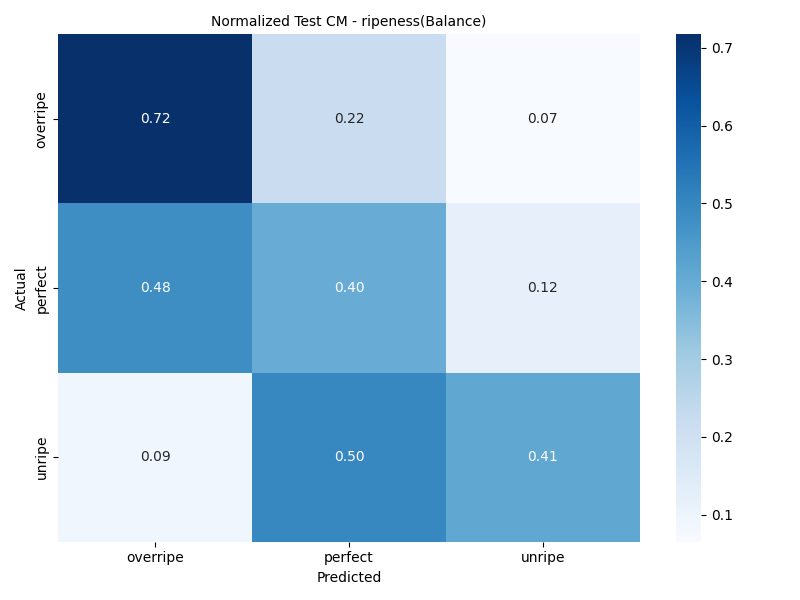 Normalized Test CM - ripeness(Balance)
Actual
overripe
0.72 0.22 0.07
perfect
0.48 0.40 0.12
unripe
0.09 0.50 0.41
overripe perfect unripe
Predicted
0.7
0.6
0.5
0.4
0.3
0.2
0.1